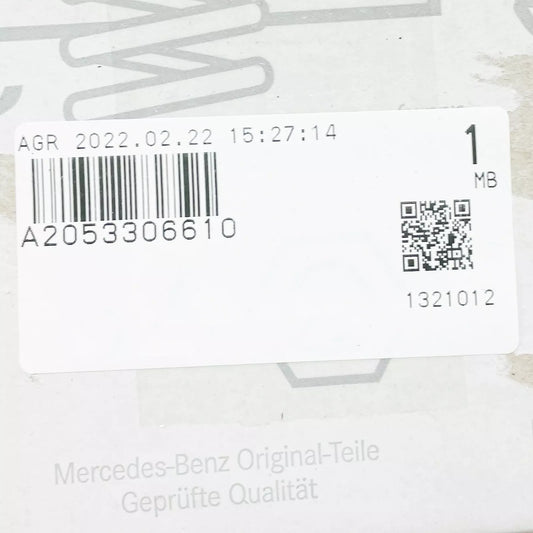 AGR 2022.02.22 15:27:14
1
MB
A2053306610
1321012
Mercedes-Benz Original-Teile
Geprüfte Qualität